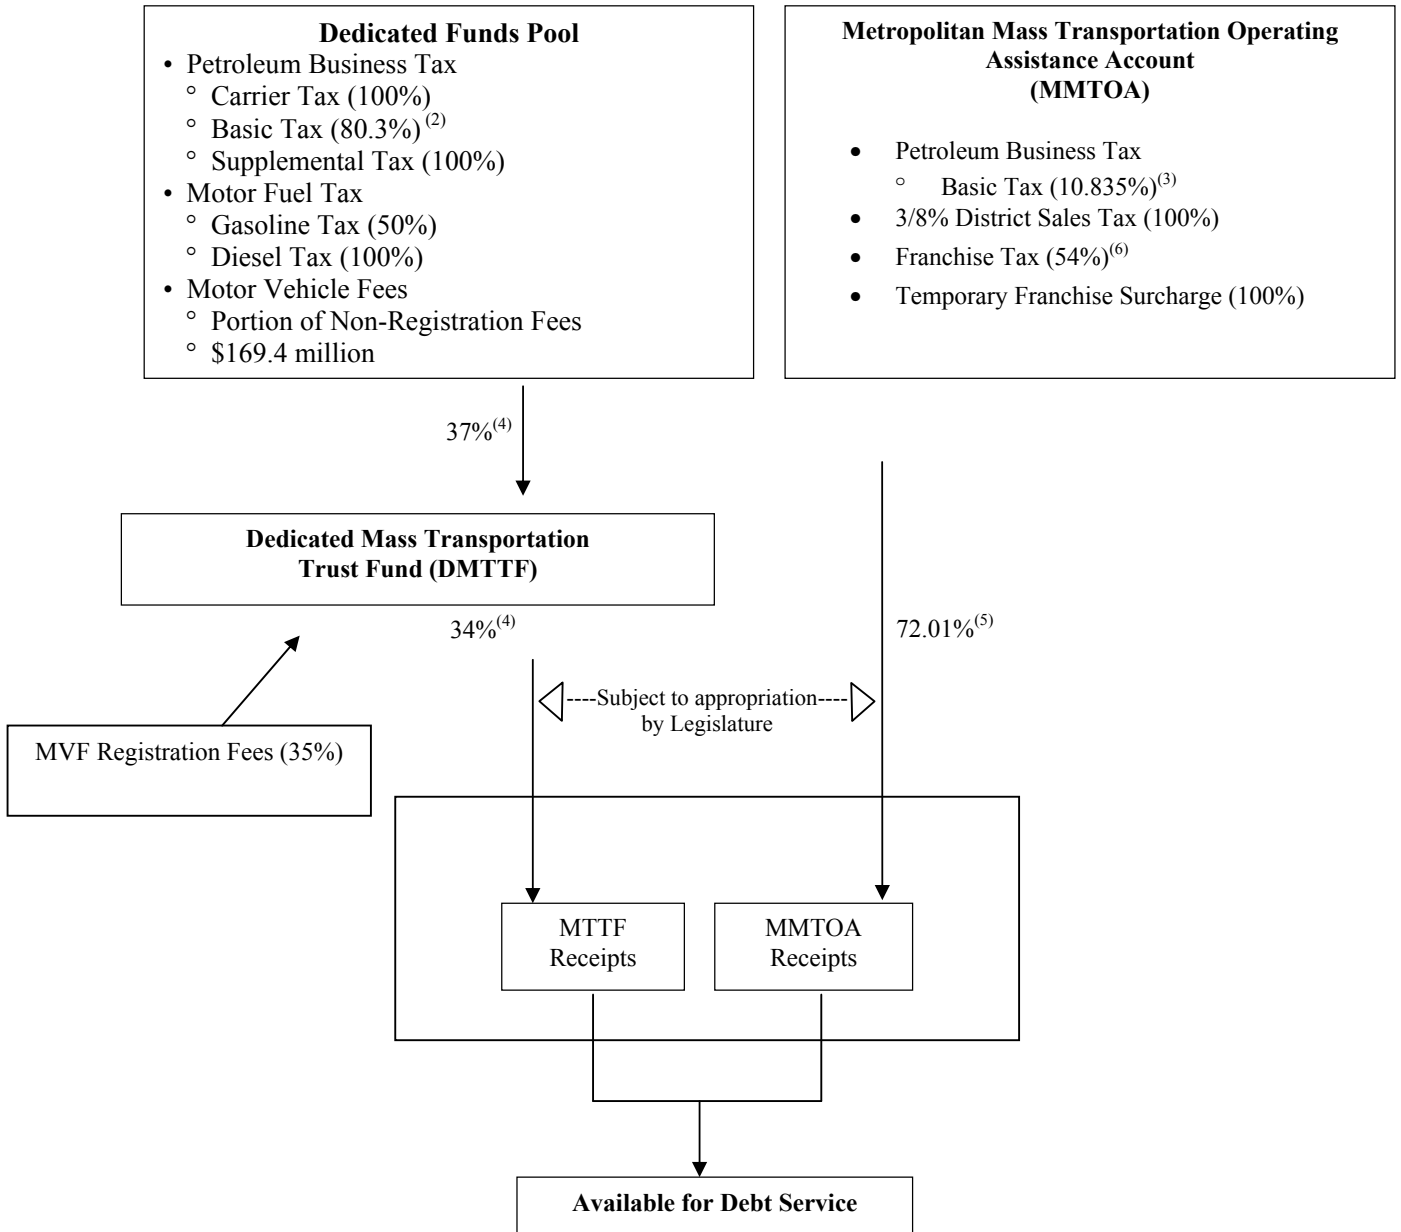 Dedicated Funds Pool
• Petroleum Business Tax
° Carrier Tax (100%)
° Basic Tax (80.3%) (2)
° Supplemental Tax (100%)
• Motor Fuel Tax
° Gasoline Tax (50%)
° Diesel Tax (100%)
• Motor Vehicle Fees
° Portion of Non-Registration Fees
° $169.4 million
Metropolitan Mass Transportation Operating
Assistance Account
(MMTOA)
• Petroleum Business Tax
° Basic Tax (10.835%)(3)
• 3/8% District Sales Tax (100%)
• Franchise Tax (54%)(6)
• Temporary Franchise Surcharge (100%)
37%(4)
Dedicated Mass Transportation
Trust Fund (DMTTF)
34%(4)
72.01%(5)
----Subject to appropriation----
by Legislature
MVF Registration Fees (35%)
MTTF
Receipts
MMTOA
Receipts
Available for Debt Service